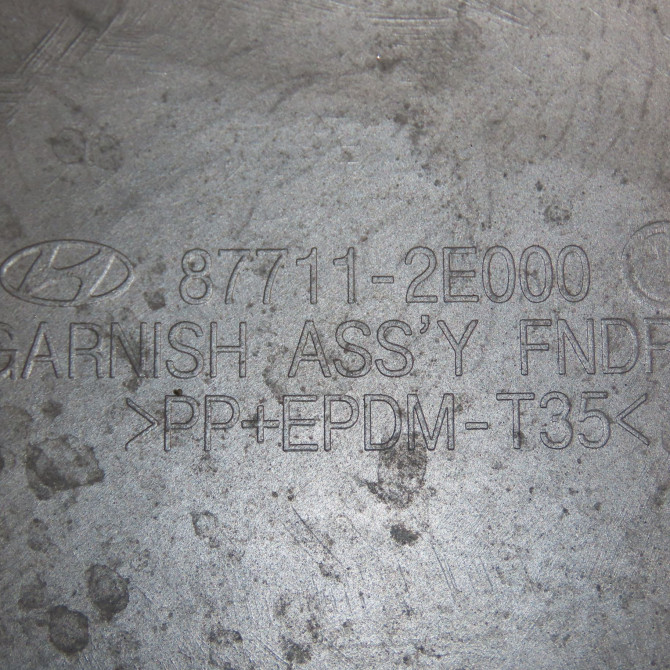 87711-2E000
GARNISH ASS'Y FNDR
>PP+EPDM-T35<